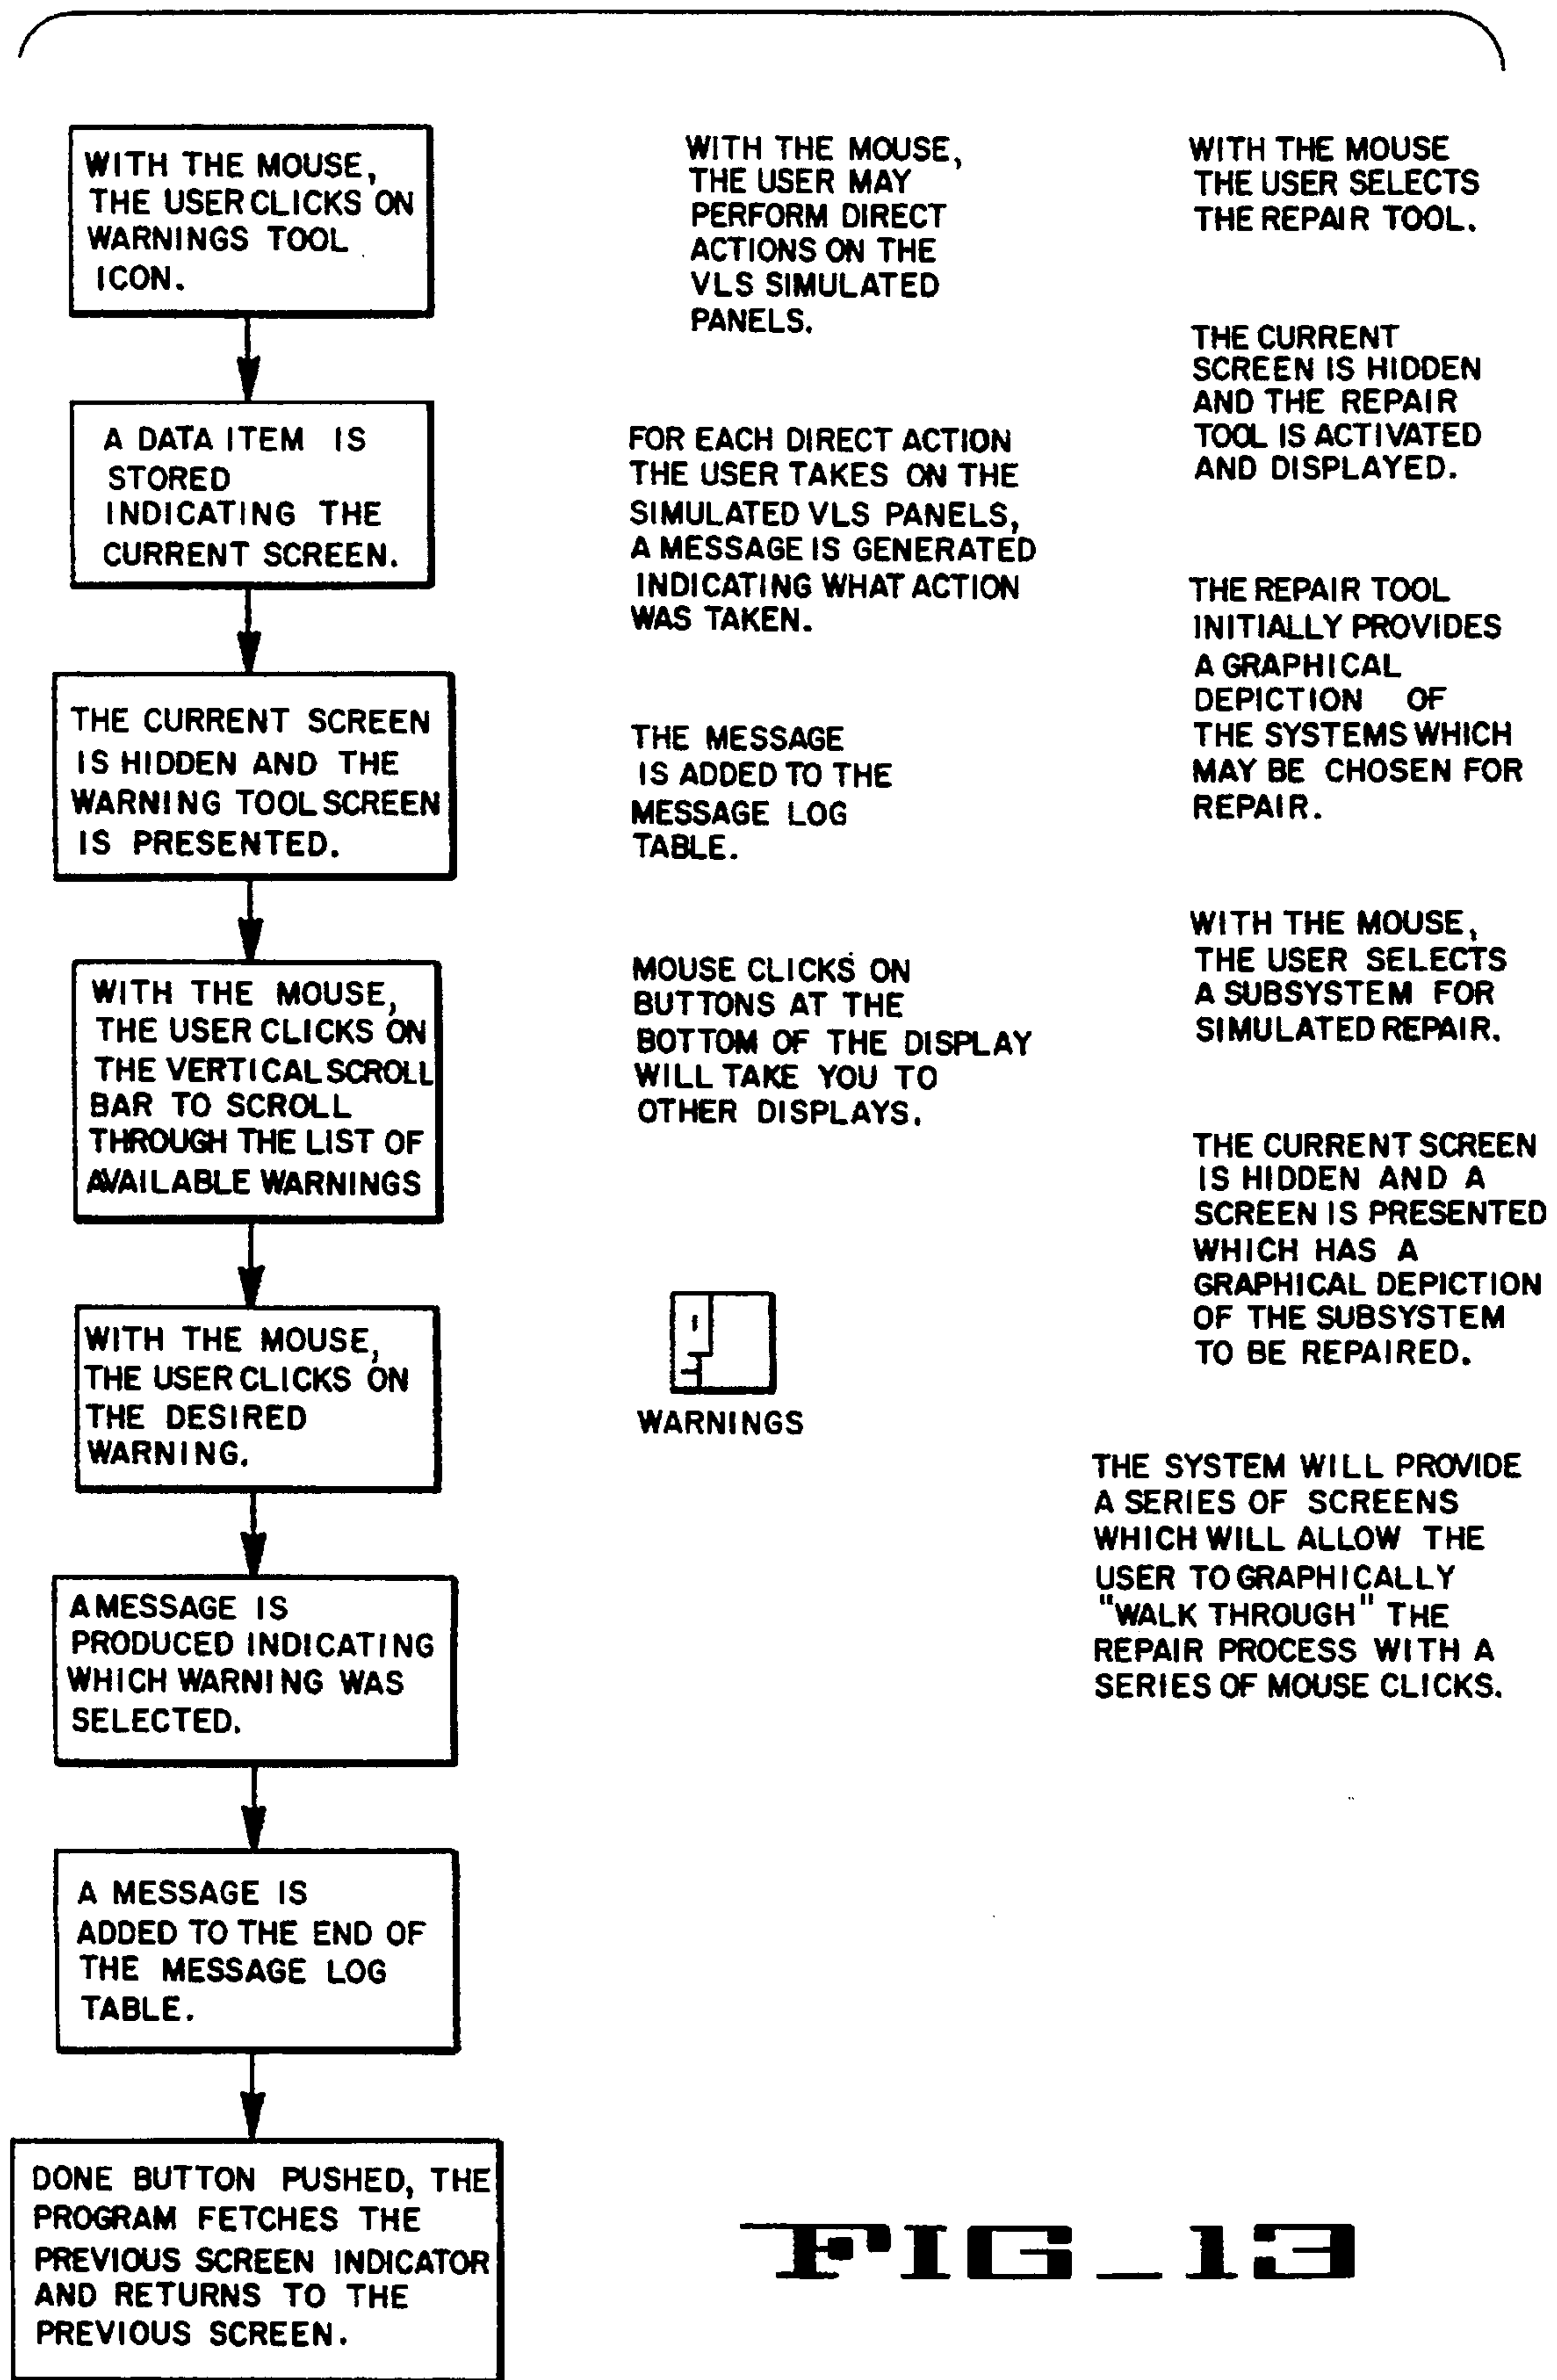 WITH THE MOUSE,
THE USER CLICKS ON
WARNINGS TOOL
ICON.
A DATA ITEM IS
STORED
INDICATING THE
CURRENT SCREEN.
THE CURRENT SCREEN
IS HIDDEN AND THE
WARNING TOOL SCREEN
IS PRESENTED.
WITH THE MOUSE,
THE USER CLICKS ON
THE VERTICAL SCROLL
BAR TO SCROLL
THROUGH THE LIST OF
AVAILABLE WARNINGS
WITH THE MOUSE,
THE USER CLICKS ON
THE DESIRED
WARNING.
A MESSAGE IS
PRODUCED INDICATING
WHICH WARNING WAS
SELECTED.
A MESSAGE IS
ADDED TO THE END OF
THE MESSAGE LOG
TABLE.
DONE BUTTON PUSHED, THE
PROGRAM FETCHES THE
PREVIOUS SCREEN INDICATOR
AND RETURNS TO THE
PREVIOUS SCREEN.
WITH THE MOUSE,
THE USER MAY
PERFORM DIRECT
ACTIONS ON THE
VLS SIMULATED
PANELS.
FOR EACH DIRECT ACTION
THE USER TAKES ON THE
SIMULATED VLS PANELS,
A MESSAGE IS GENERATED
INDICATING WHAT ACTION
WAS TAKEN.
THE MESSAGE
IS ADDED TO THE
MESSAGE LOG
TABLE.
MOUSE CLICKS ON
BUTTONS AT THE
BOTTOM OF THE DISPLAY
WILL TAKE YOU TO
OTHER DISPLAYS.
WARNINGS
WITH THE MOUSE
THE USER SELECTS
THE REPAIR TOOL.
THE CURRENT
SCREEN IS HIDDEN
AND THE REPAIR
TOOL IS ACTIVATED
AND DISPLAYED.
THE REPAIR TOOL
INITIALLY PROVIDES
A GRAPHICAL
DEPICTION OF
THE SYSTEMS WHICH
MAY BE CHOSEN FOR
REPAIR.
WITH THE MOUSE,
THE USER SELECTS
A SUBSYSTEM FOR
SIMULATED REPAIR.
THE CURRENT SCREEN
IS HIDDEN AND A
SCREEN IS PRESENTED
WHICH HAS A
GRAPHICAL DEPICTION
OF THE SUBSYSTEM
TO BE REPAIRED.
THE SYSTEM WILL PROVIDE
A SERIES OF SCREENS
WHICH WILL ALLOW THE
USER TO GRAPHICALLY
"WALK THROUGH" THE
REPAIR PROCESS WITH A
SERIES OF MOUSE CLICKS.
FIG_13